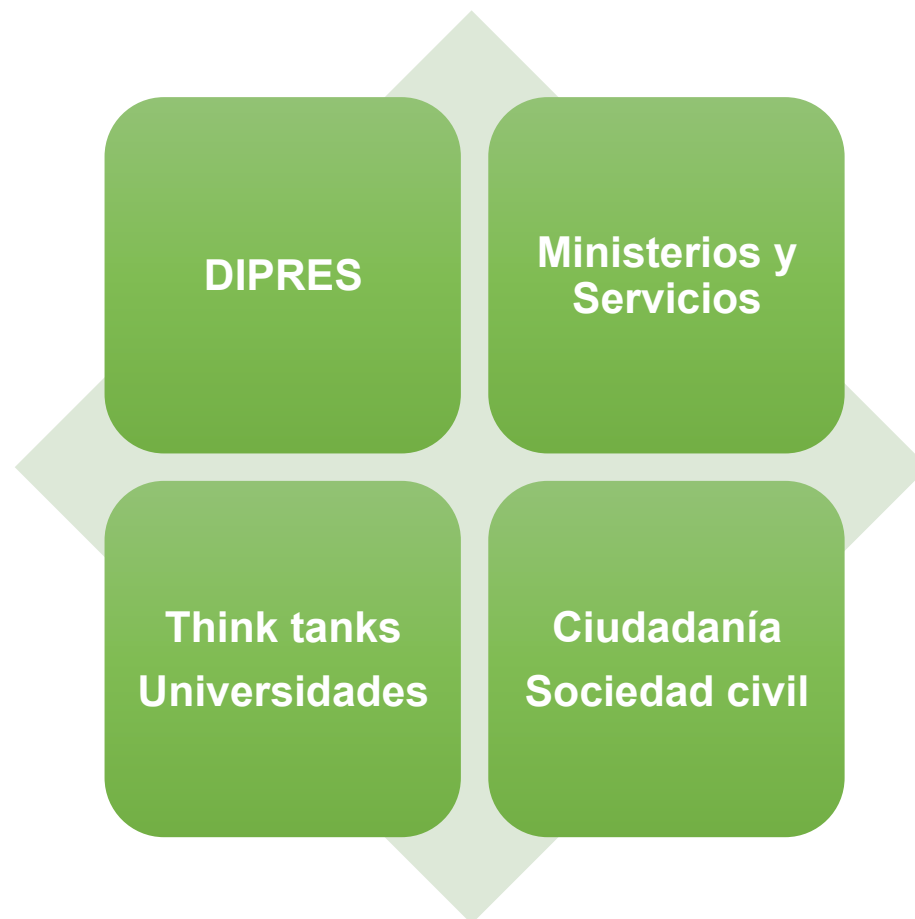 DIPRES
Ministerios y
Servicios
Think tanks
Universidades
Ciudadanía
Sociedad civil